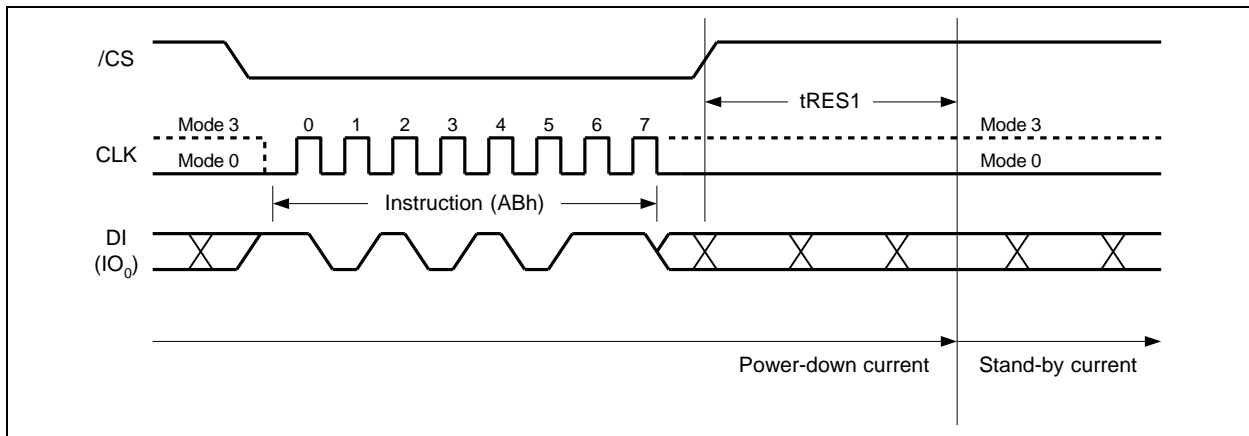 /CS
tRES1
Mode 3 0 1 2 3 4 5 6 7 Mode 3
CLK
Mode 0 Mode 0
Instruction (ABh)
DI
(IO0)
Power-down current Stand-by current